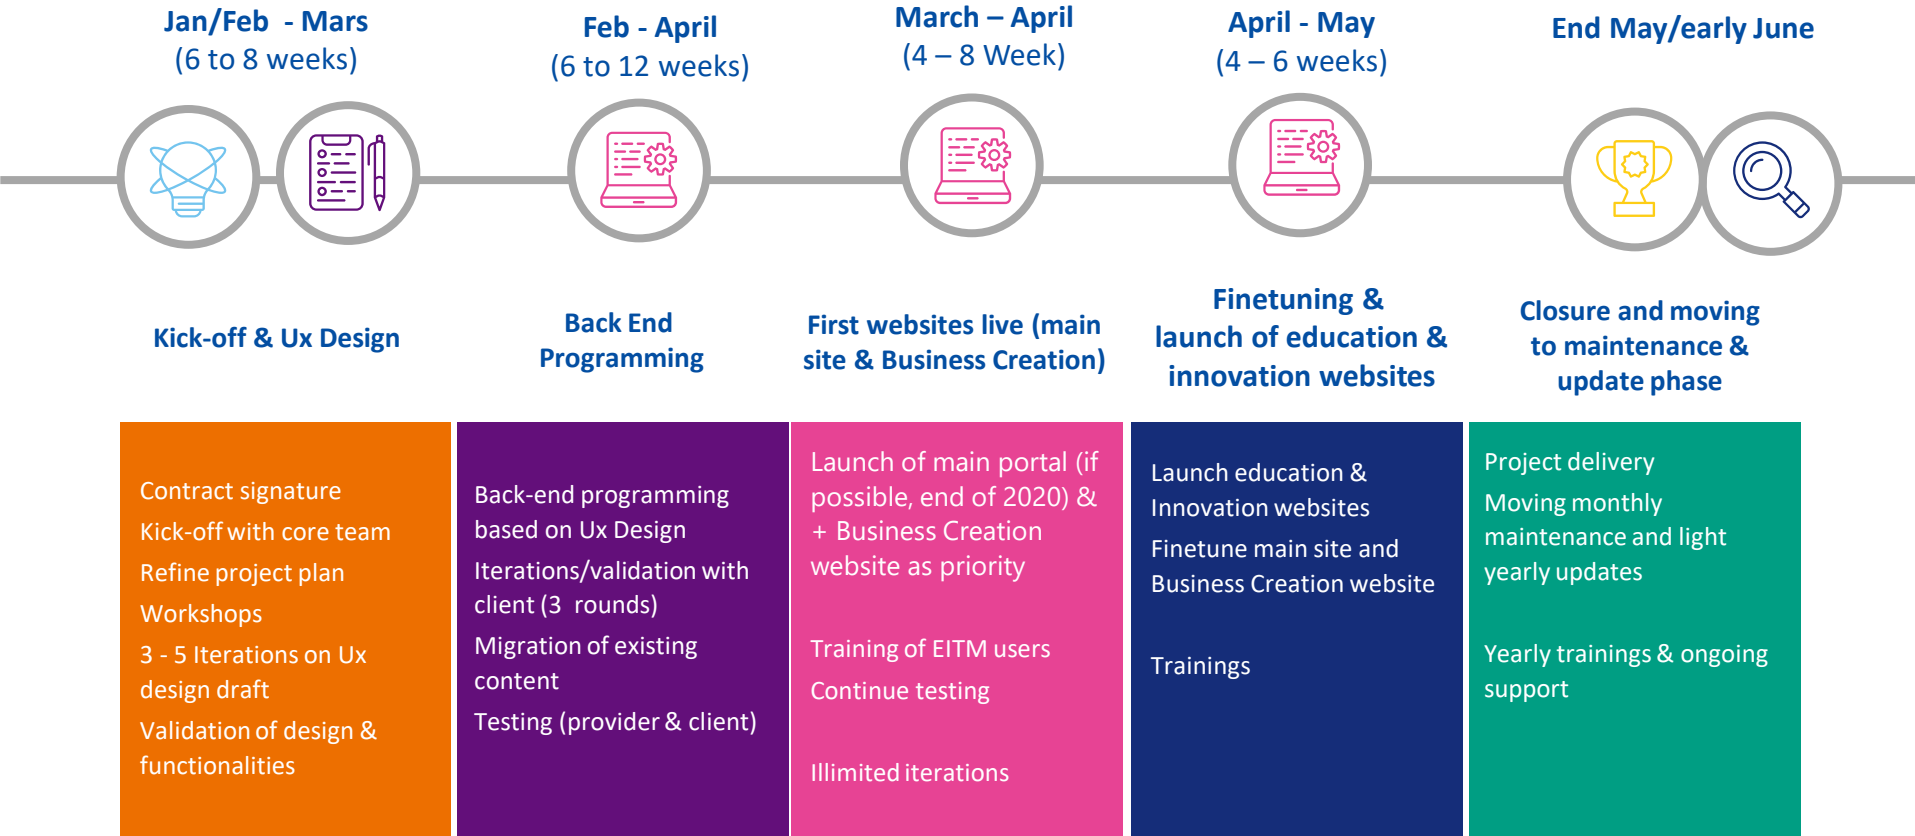 Jan/Feb - Mars
(6 to 8 weeks)
Feb - April
(6 to 12 weeks)
March – April
(4 – 8 Week)
April - May
(4 – 6 weeks)
End May/early June
Kick-off & Ux Design
Back End
Programming
First websites live (main
site & Business Creation)
Finetuning &
launch of education &
innovation websites
Closure and moving
to maintenance &
update phase
Contract signature
Kick-off with core team
Refine project plan
Workshops
3 - 5 Iterations on Ux
design draft
Validation of design &
functionalities
Back-end programming
based on Ux Design
Iterations/validation with
client (3 rounds)
Migration of existing
content
Testing (provider & client)
Launch of main portal (if
possible, end of 2020) &
+ Business Creation
website as priority
Training of EITM users
Continue testing
Illimited iterations
Launch education &
Innovation websites
Finetune main site and
Business Creation website
Trainings
Project delivery
Moving monthly
maintenance and light
yearly updates
Yearly trainings & ongoing
support